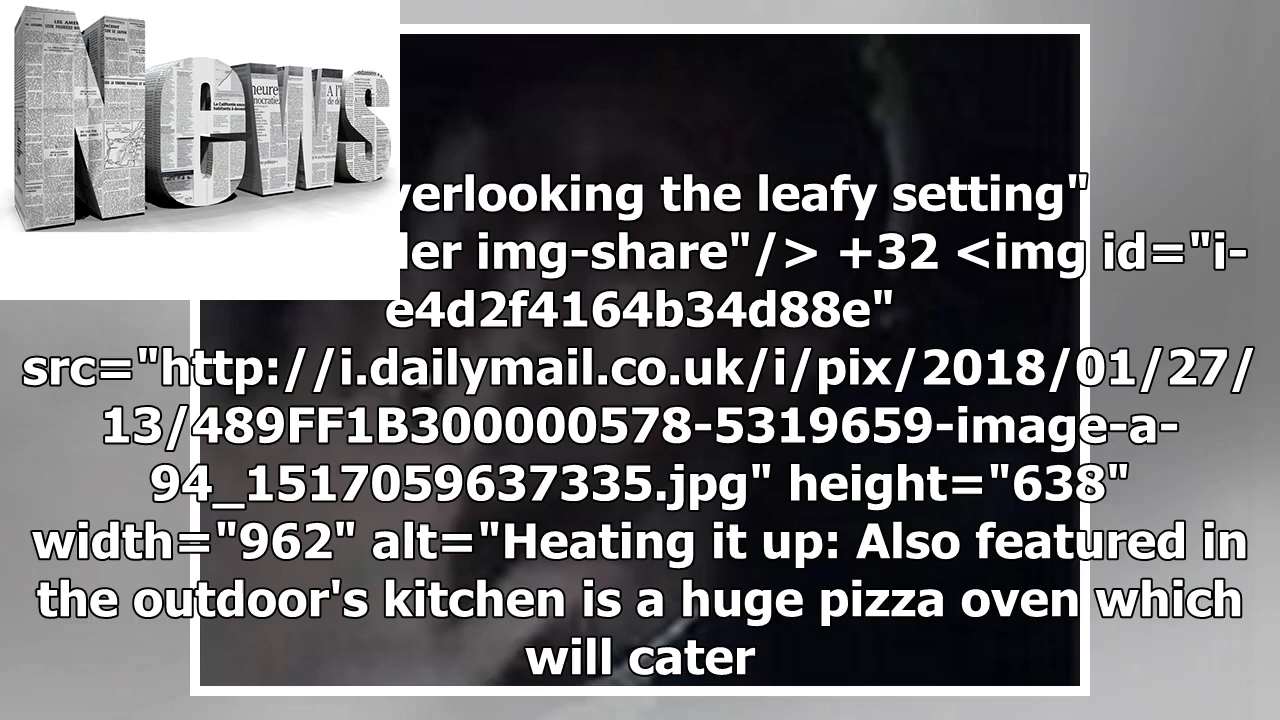 News
verlooking the leafy setting"
ler img-share"/> +32 <img id="i-
e4d2f4164b34d88e"
src="http://i.dailymail.co.uk/i/pix/2018/01/27/
13/489FF1B300000578-5319659-image-a-
94_1517059637335.jpg" height="638"
width="962" alt="Heating it up: Also featured in
the outdoor's kitchen is a huge pizza oven which
will cater